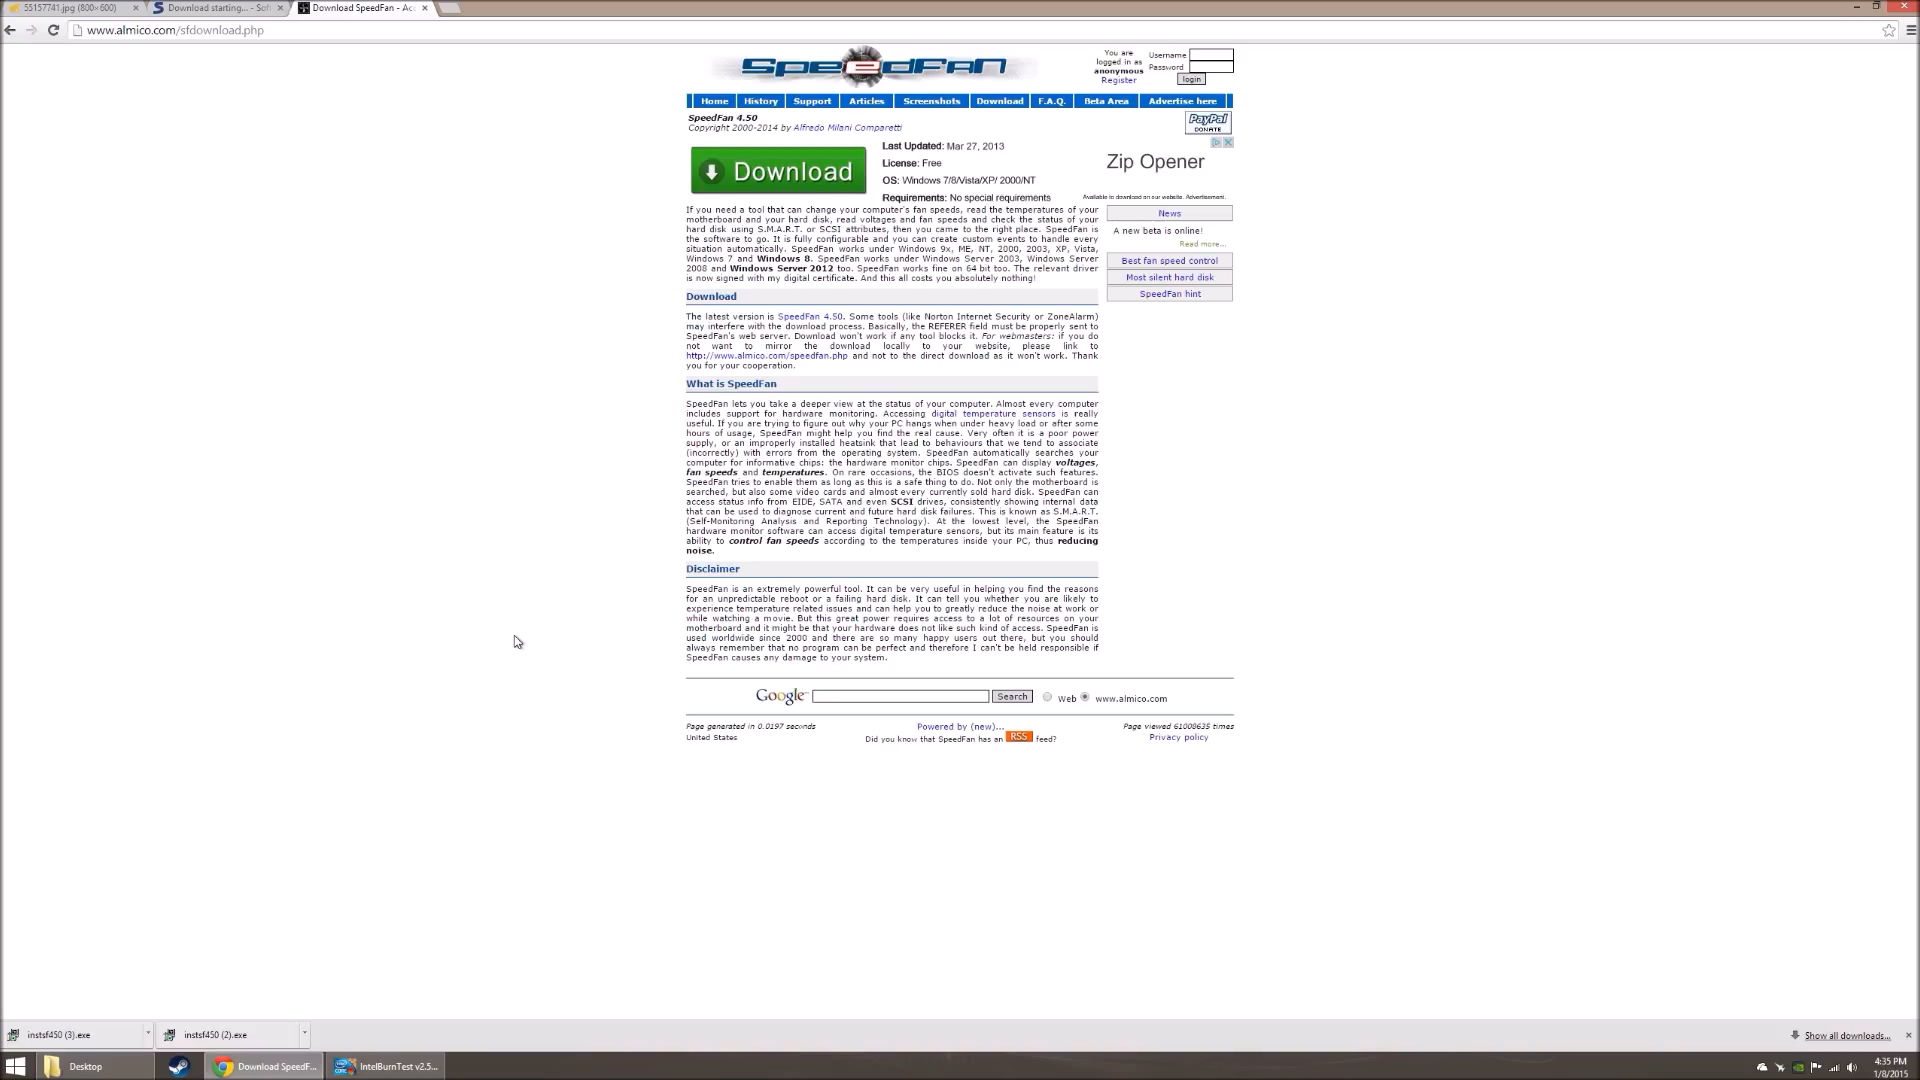 55157741.jpg (800×600)
Download starting... - Sof
Download SpeedFan - Acc
www.almico.com/sfdownload.php
SpeedFan
You are
logged in as
anonymous
Register
Username
Password
login
Home History Support Articles Screenshots Download F.A.Q. Beta Area Advertise here
SpeedFan 4.50
Copyright 2000-2014 by Alfredo Milani Comparetti
PayPal
DONATE
Download
Last Updated: Mar 27, 2013
License: Free
OS: Windows 7/8/Vista/XP/ 2000/NT
Requirements: No special requirements
Zip Opener
Available to download on our website. Advertisement.
If you need a tool that can change your computer's fan speeds, read the temperatures of your
motherboard and your hard disk, read voltages and fan speeds and check the status of your
hard disk using S.M.A.R.T. or SCSI attributes, then you came to the right place. SpeedFan is
the software to go. It is fully configurable and you can create custom events to handle every
situation automatically. SpeedFan works under Windows 9x, ME, NT, 2000, 2003, XP, Vista,
Windows 7 and Windows 8. SpeedFan works under Windows Server 2003, Windows Server
2008 and Windows Server 2012 too. SpeedFan works fine on 64 bit too. The relevant driver
is now signed with my digital certificate. And this all costs you absolutely nothing!
News
A new beta is online!
Read more...
Best fan speed control
Most silent hard disk
SpeedFan hint
Download
The latest version is SpeedFan 4.50. Some tools (like Norton Internet Security or ZoneAlarm)
may interfere with the download process. Basically, the REFERER field must be properly sent to
SpeedFan's web server. Download won't work if any tool blocks it. For webmasters: if you do
not want to mirror the download locally to your website, please link to
http://www.almico.com/speedfan.php and not to the direct download as it won't work. Thank
you for your cooperation.
What is SpeedFan
SpeedFan lets you take a deeper view at the status of your computer. Almost every computer
includes support for hardware monitoring. Accessing digital temperature sensors is really
useful. If you are trying to figure out why your PC hangs when under heavy load or after some
hours of usage, SpeedFan might help you find the real cause. Very often it is a poor power
supply, or an improperly installed heatsink that lead to behaviours that we tend to associate
(incorrectly) with errors from the operating system. SpeedFan automatically searches your
computer for informative chips: the hardware monitor chips. SpeedFan can display voltages,
fan speeds and temperatures. On rare occasions, the BIOS doesn't activate such features.
SpeedFan tries to enable them as long as this is a safe thing to do. Not only the motherboard is
searched, but also some video cards and almost every currently sold hard disk. SpeedFan can
access status info from EIDE, SATA and even SCSI drives, consistently showing internal data
that can be used to diagnose current and future hard disk failures. This is known as S.M.A.R.T.
(Self-Monitoring Analysis and Reporting Technology). At the lowest level, the SpeedFan
hardware monitor software can access digital temperature sensors, but its main feature is its
ability to control fan speeds according to the temperatures inside your PC, thus reducing
noise.
Disclaimer
SpeedFan is an extremely powerful tool. It can be very useful in helping you find the reasons
for an unpredictable reboot or a failing hard disk. It can tell you whether you are likely to
experience temperature related issues and can help you to greatly reduce the noise at work or
while watching a movie. But this great power requires access to a lot of resources on your
motherboard and it might be that your hardware does not like such kind of access. SpeedFan is
used worldwide since 2000 and there are so many happy users out there, but you should
always remember that no program can be perfect and therefore I can't be held responsible if
SpeedFan causes any damage to your system.
Google Search Web www.almico.com
Page generated in 0.0197 seconds
United States
Powered by (new)...
Did you know that SpeedFan has an RSS feed?
Page viewed 61008635 times
Privacy policy
instsf450 (3).exe
instsf450 (2).exe
Show all downloads...
Desktop
Download SpeedF...
IntelBurnTest v2.5...
4:35 PM
1/8/2015